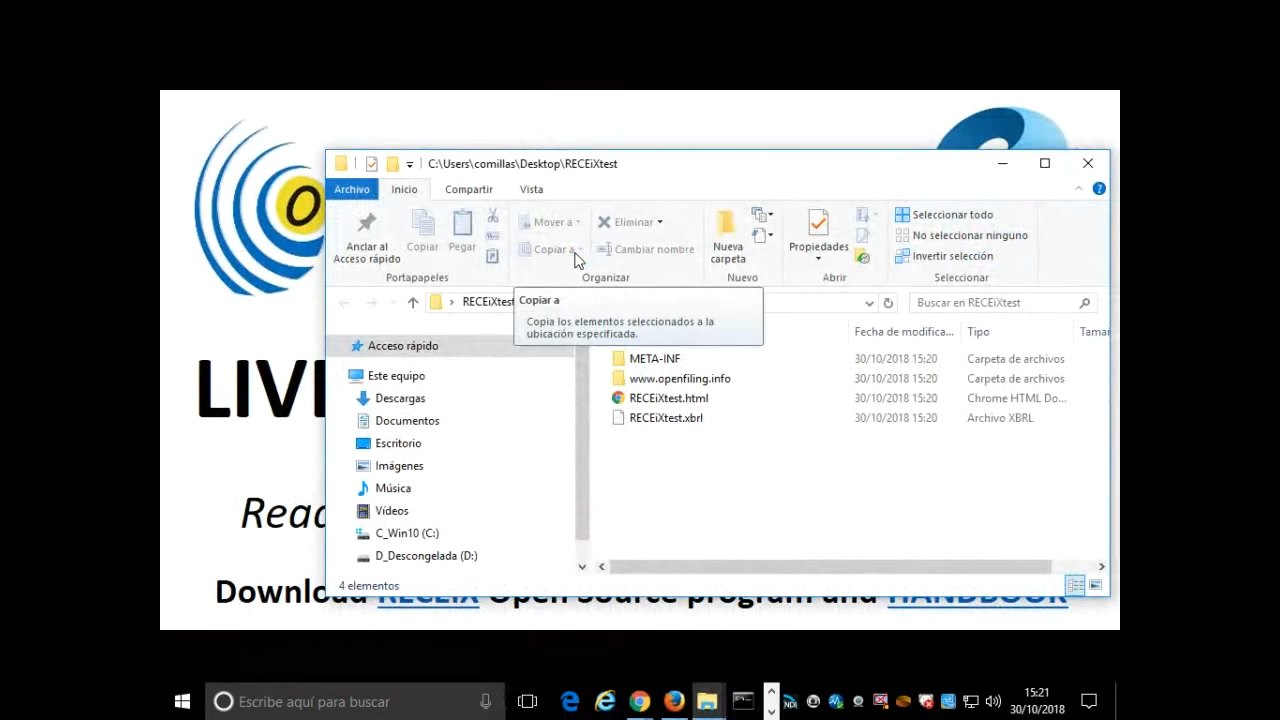 C:\Users\comillas\Desktop\RECEiXtest
Archivo Inicio Compartir Vista
Anclar al Acceso rápido
Copiar
Pegar
Mover a
Copiar a
Eliminar
Cambiar nombre
Nueva carpeta
Propiedades
Seleccionar todo
No seleccionar ninguno
Invertir selección
Portapapeles Organizar Nuevo Abrir Seleccionar
RECEiXtest
Buscar en RECEiXtest
Copiar a
Copia los elementos seleccionados a la
ubicación especificada.
Fecha de modifica... Tipo Tamar
Acceso rápido
Este equipo
Descargas
Documentos
Escritorio
Imágenes
Música
Vídeos
C_Win10 (C:)
D_Descongelada (D:)
META-INF 30/10/2018 15:20 Carpeta de archivos
www.openfiling.info 30/10/2018 15:20 Carpeta de archivos
RECEiXtest.html 30/10/2018 15:20 Chrome HTML Do...
RECEiXtest.xbrl 30/10/2018 15:20 Archivo XBRL
4 elementos
O
LIV
Read
Download RECEiX Open Source program and HANDBOOK
Escribe aquí para buscar
NDI
15:21
30/10/2018